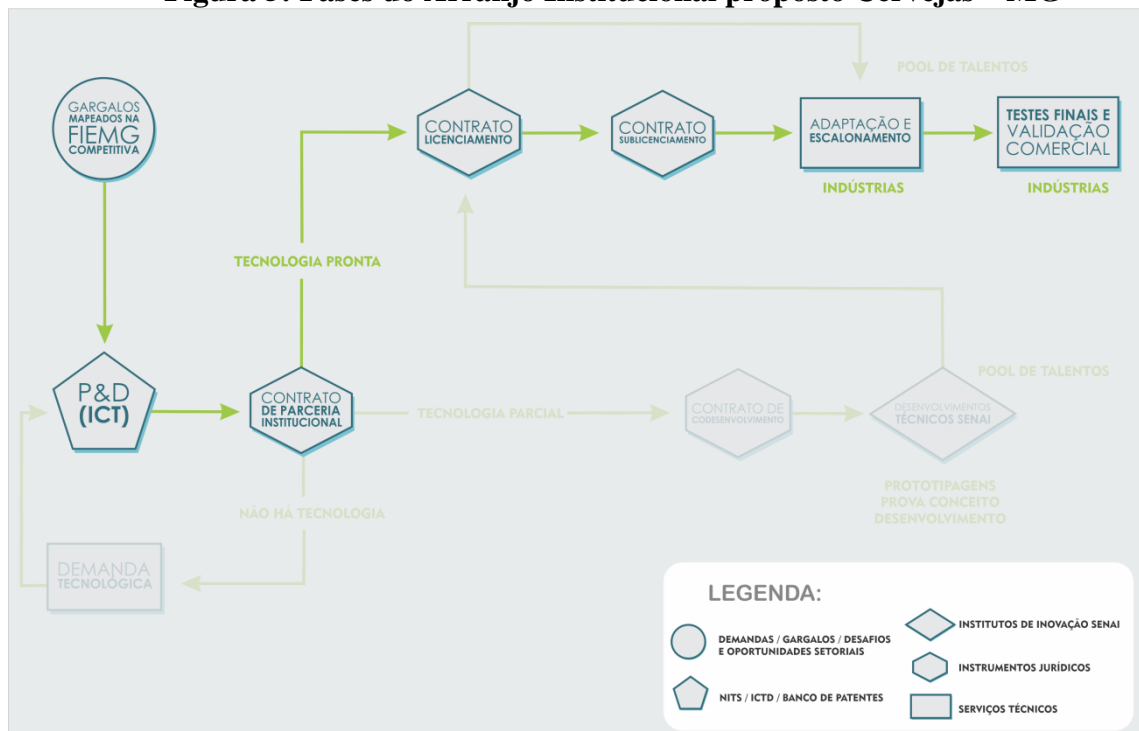 GARGALOS
MAPEADOS NA
FIEMG
COMPETITIVA
CONTRATO
LICENCIAMENTO
CONTRATO
SUBLICENCIAMENTO
POOL DE TALENTOS
ADAPTAÇÃO E
ESCALONAMENTO
INDÚSTRIAS
TESTES FINAIS E
VALIDAÇÃO
COMERCIAL
INDÚSTRIAS
TECNOLOGIA PRONTA
P&D
(ICT)
CONTRATO
DE PARCERIA
INSTITUCIONAL
TECNOLOGIA PARCIAL
CONTRATO DE
CODESENVOLVIMENTO
POOL DE TALENTOS
DESENVOLVIMENTOS
TÉCNICOS SENAI
PROTOTIPAGENS
PROVA CONCEITO
DESENVOLVIMENTO
NÃO HÁ TECNOLOGIA
DEMANDA
TECNOLÓGICA
LEGENDA:
DEMANDAS / GARGALOS / DESAFIOS
E OPORTUNIDADES SETORIAIS
NITS / ICTD / BANCO DE PATENTES
INSTITUTOS DE INOVAÇÃO SENAI
INSTRUMENTOS JURÍDICOS
SERVIÇOS TÉCNICOS